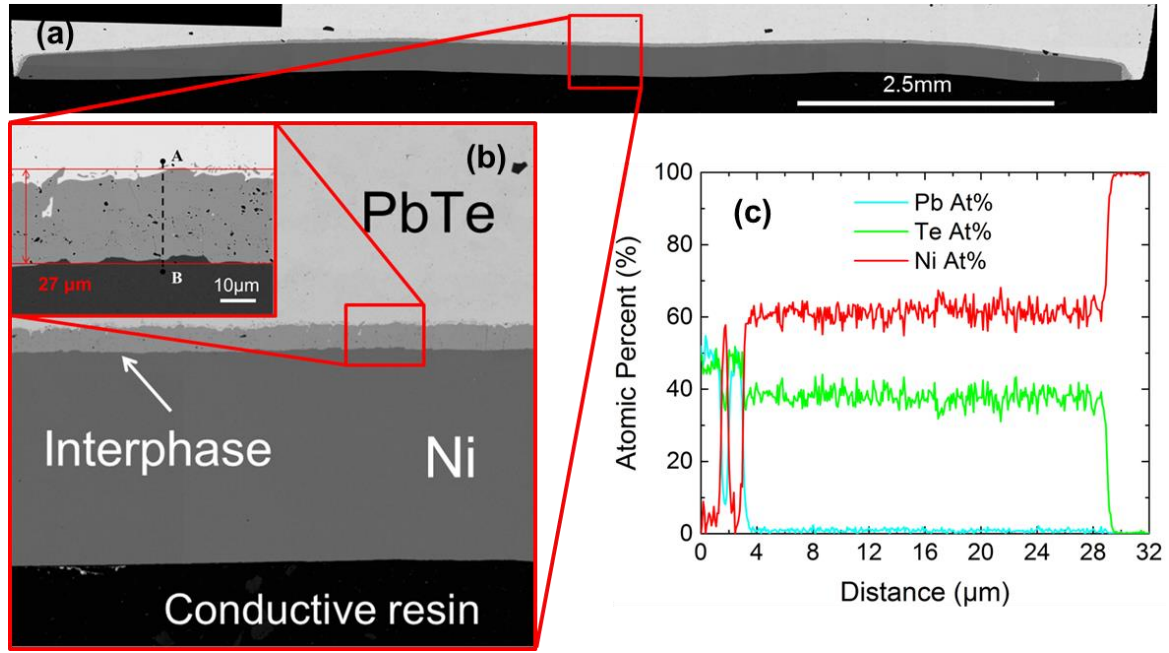 (a)
2.5mm
(b)
A
B
27 µm
10µm
PbTe
Interphase
Ni
Conductive resin
(c)
Pb At%
Te At%
Ni At%
100
80
60
40
20
0
0 4 8 12 16 20 24 28 32
Atomic Percent (%)
Distance (µm)